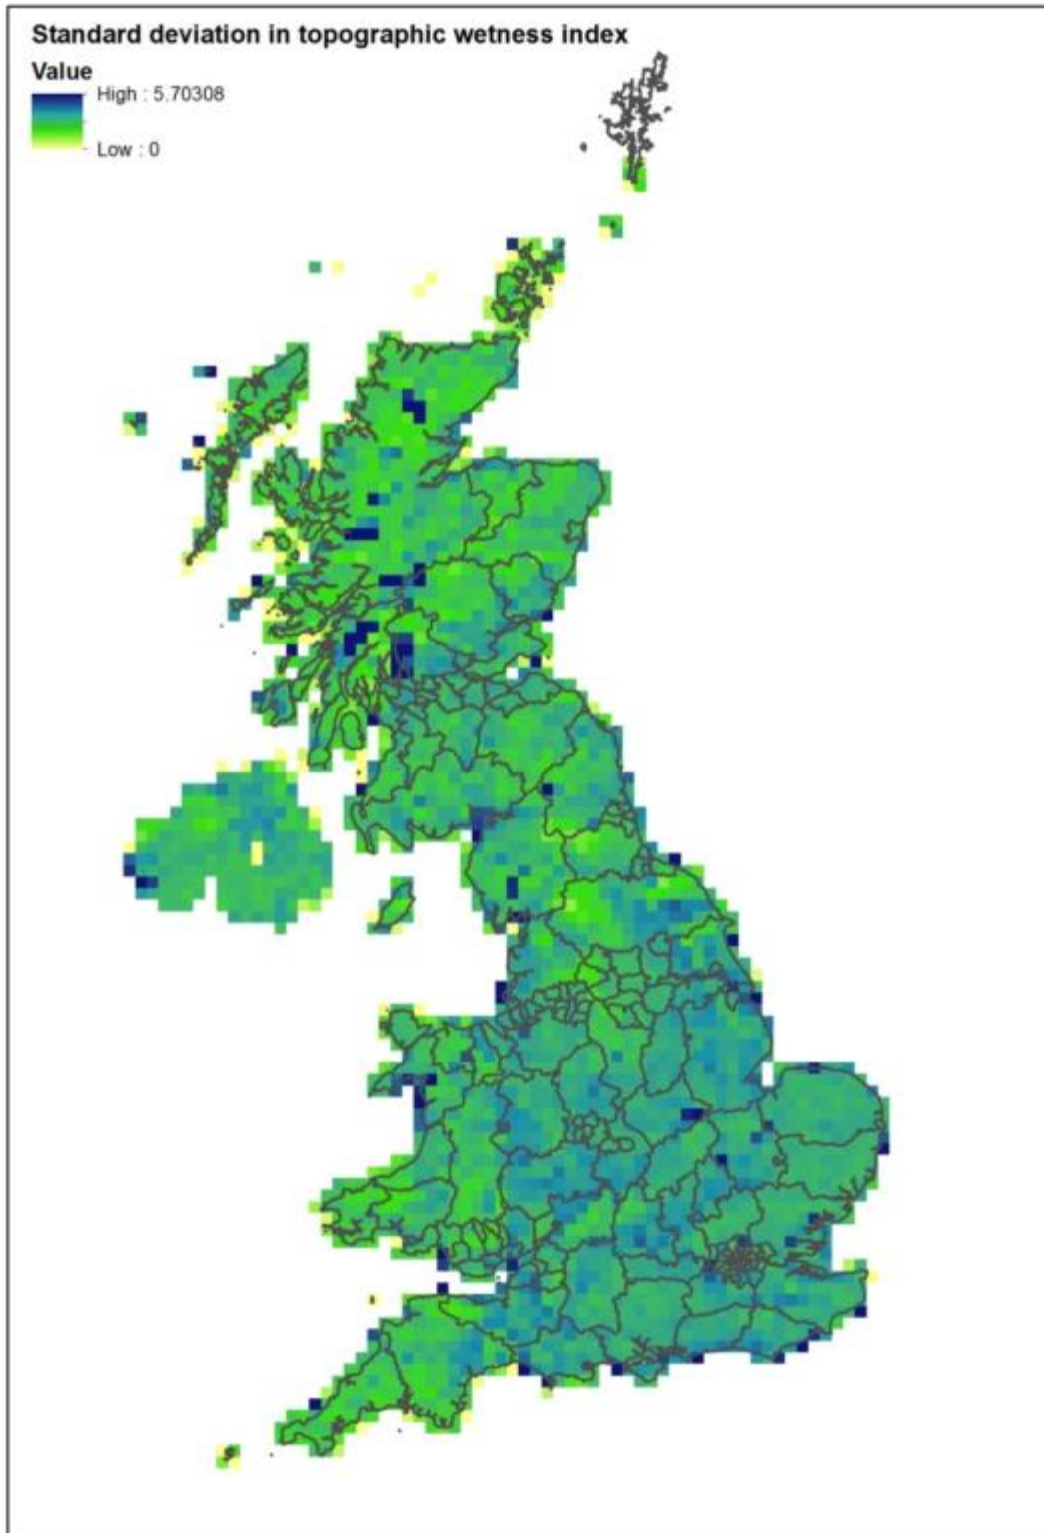 Standard deviation in topographic wetness index
Value
High : 5.70308
Low : 0